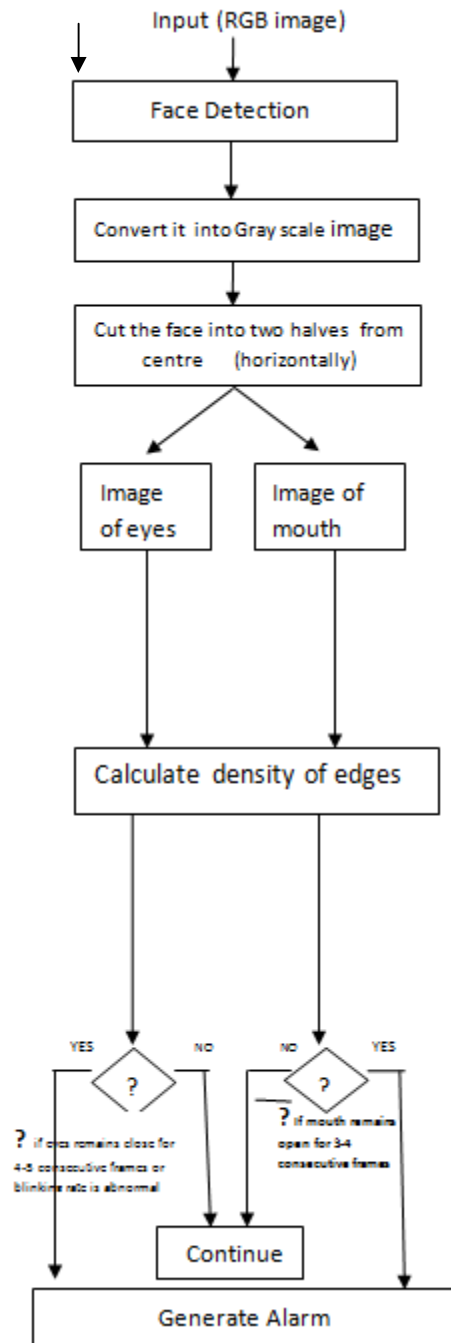 Input (RGB image)
Face Detection
Convert it into Gray scale image
Cut the face into two halves from
centre (horizontally)
Image
of eyes
Image of
mouth
Calculate density of edges
YES
NO
?
NO
YES
?
? if eyes remains close for
4-5 consecutive frames or
blinking rate is abnormal
? If mouth remains
open for 3-4
consecutive frames
Continue
Generate Alarm